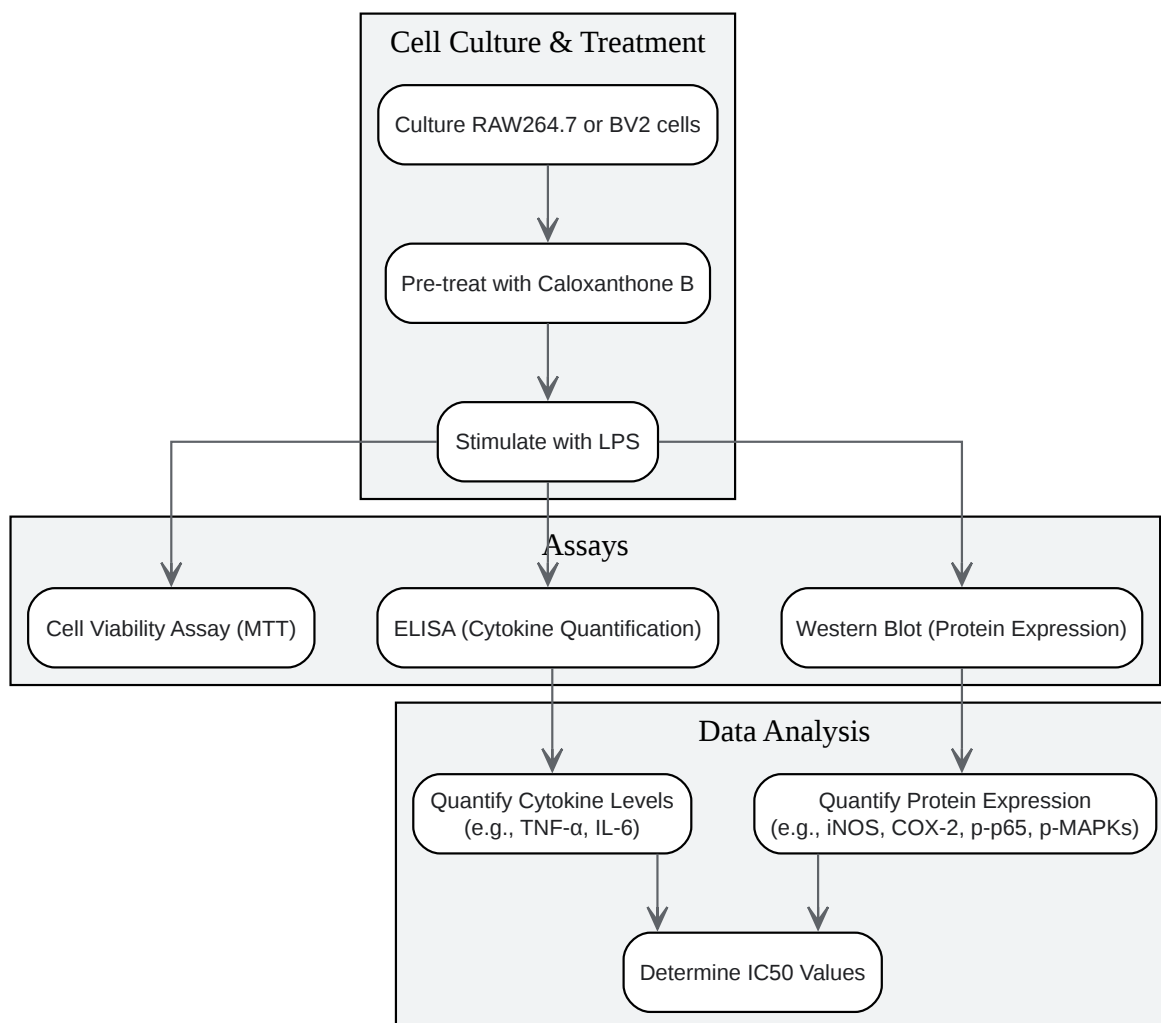 Cell Culture & Treatment
Culture RAW264.7 or BV2 cells
Pre-treat with Caloxanthone B
Stimulate with LPS
Assays
Cell Viability Assay (MTT)
ELISA (Cytokine Quantification)
Western Blot (Protein Expression)
Data Analysis
Quantify Cytokine Levels
(e.g., TNF-α, IL-6)
Quantify Protein Expression
(e.g., iNOS, COX-2, p-p65, p-MAPKs)
Determine IC50 Values